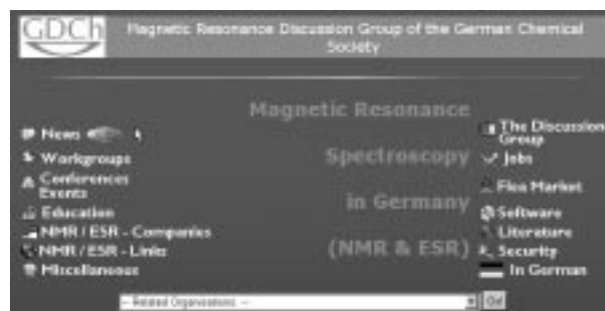 GDCh
Magnetic Resonance Discussion Group of the German Chemical
Society
Magnetic Resonance
Spectroscopy
in Germany
(NMR & ESR)
News
Workgroups
Conferences
Events
Education
NMR / ESR - Companies
NMR / ESR - Links
Miscellaneous
The Discussion
Group
Jobs
Flea Market
Software
Literature
Security
In German
-- Related Organisations --
Go!